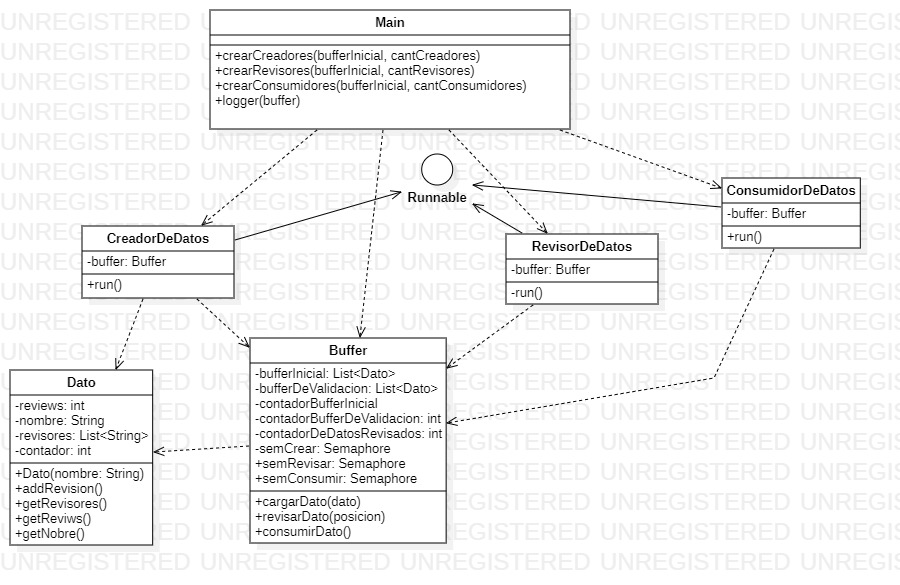 Main
+crearCreadores(bufferInicial, cantCreadores)
+crearRevisores(bufferInicial, cantRevisores)
+crearConsumidores(bufferInicial, cantConsumidores)
+logger(buffer)
Runnable
ConsumidorDeDatos
-buffer: Buffer
+run()
CreadorDeDatos
-buffer: Buffer
+run()
RevisorDeDatos
-buffer: Buffer
-run()
Buffer
-bufferInicial: List<Dato>
-bufferDeValidacion: List<Dato>
-contadorBufferInicial
-contadorBufferDeValidacion: int
-contadorDeDatosRevisados: int
-semCrear: Semaphore
+semRevisar: Semaphore
+semConsumir: Semaphore
+cargarDato(dato)
+revisarDato(posicion)
+consumirDato()
Dato
-reviews: int
-nombre: String
-revisores: List<String>
-contador: int
+Dato(nombre: String)
+addRevision()
+getRevisores()
+getReviws()
+getNobre()
UNREGISTERED